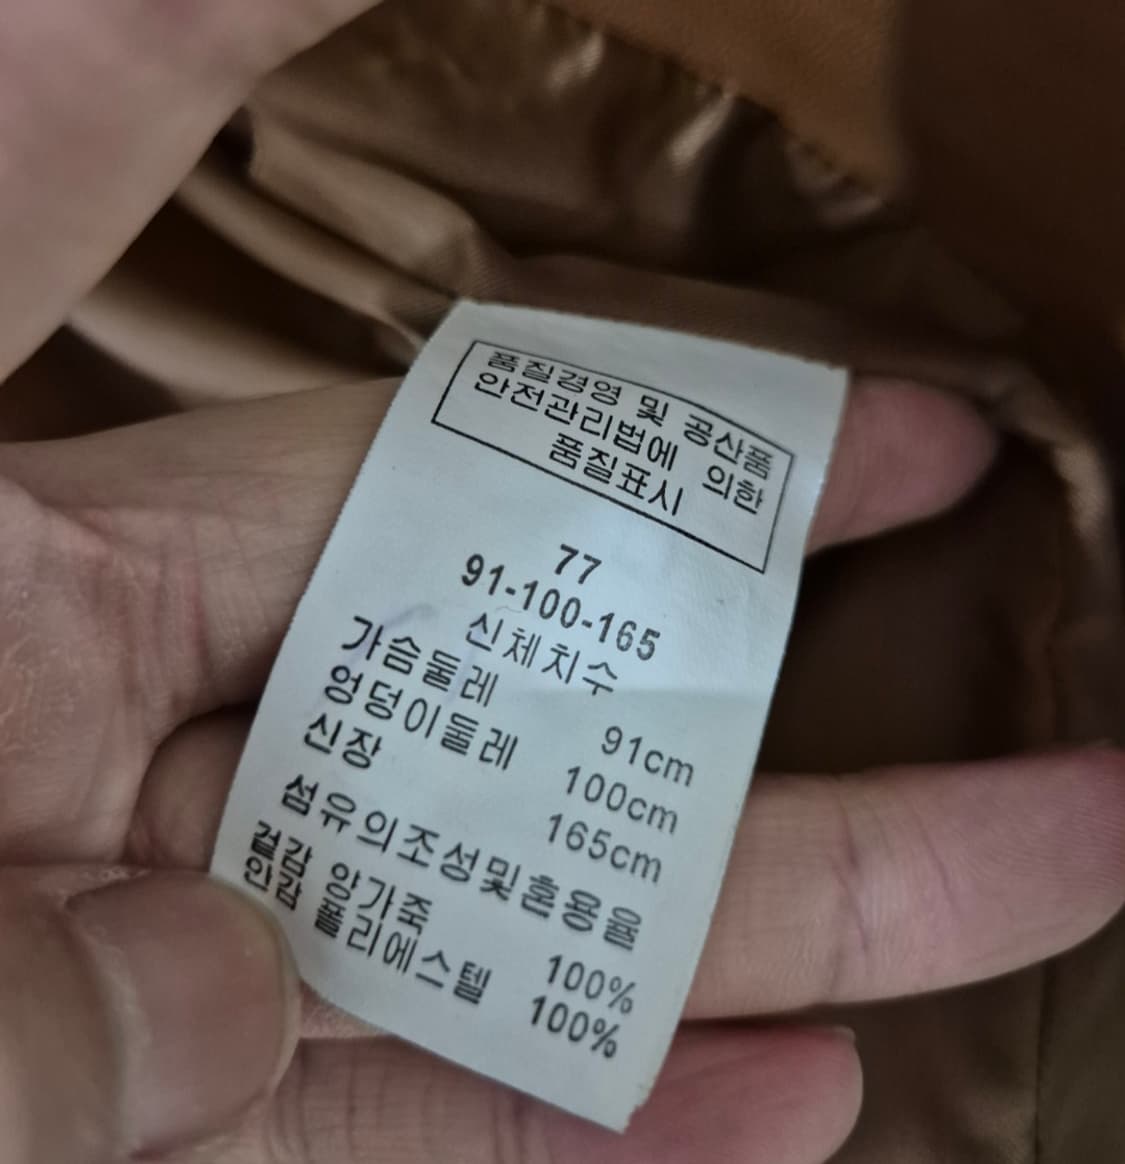 품질경영 및 공산품
안전관리법에 의한
품질표시
77
91-100-165
신체치수
가슴둘레 91cm
엉덩이둘레 100cm
신장 165cm
섬유의조성및혼용율
겉감 양가죽 100%
안감 폴리에스텔 100%